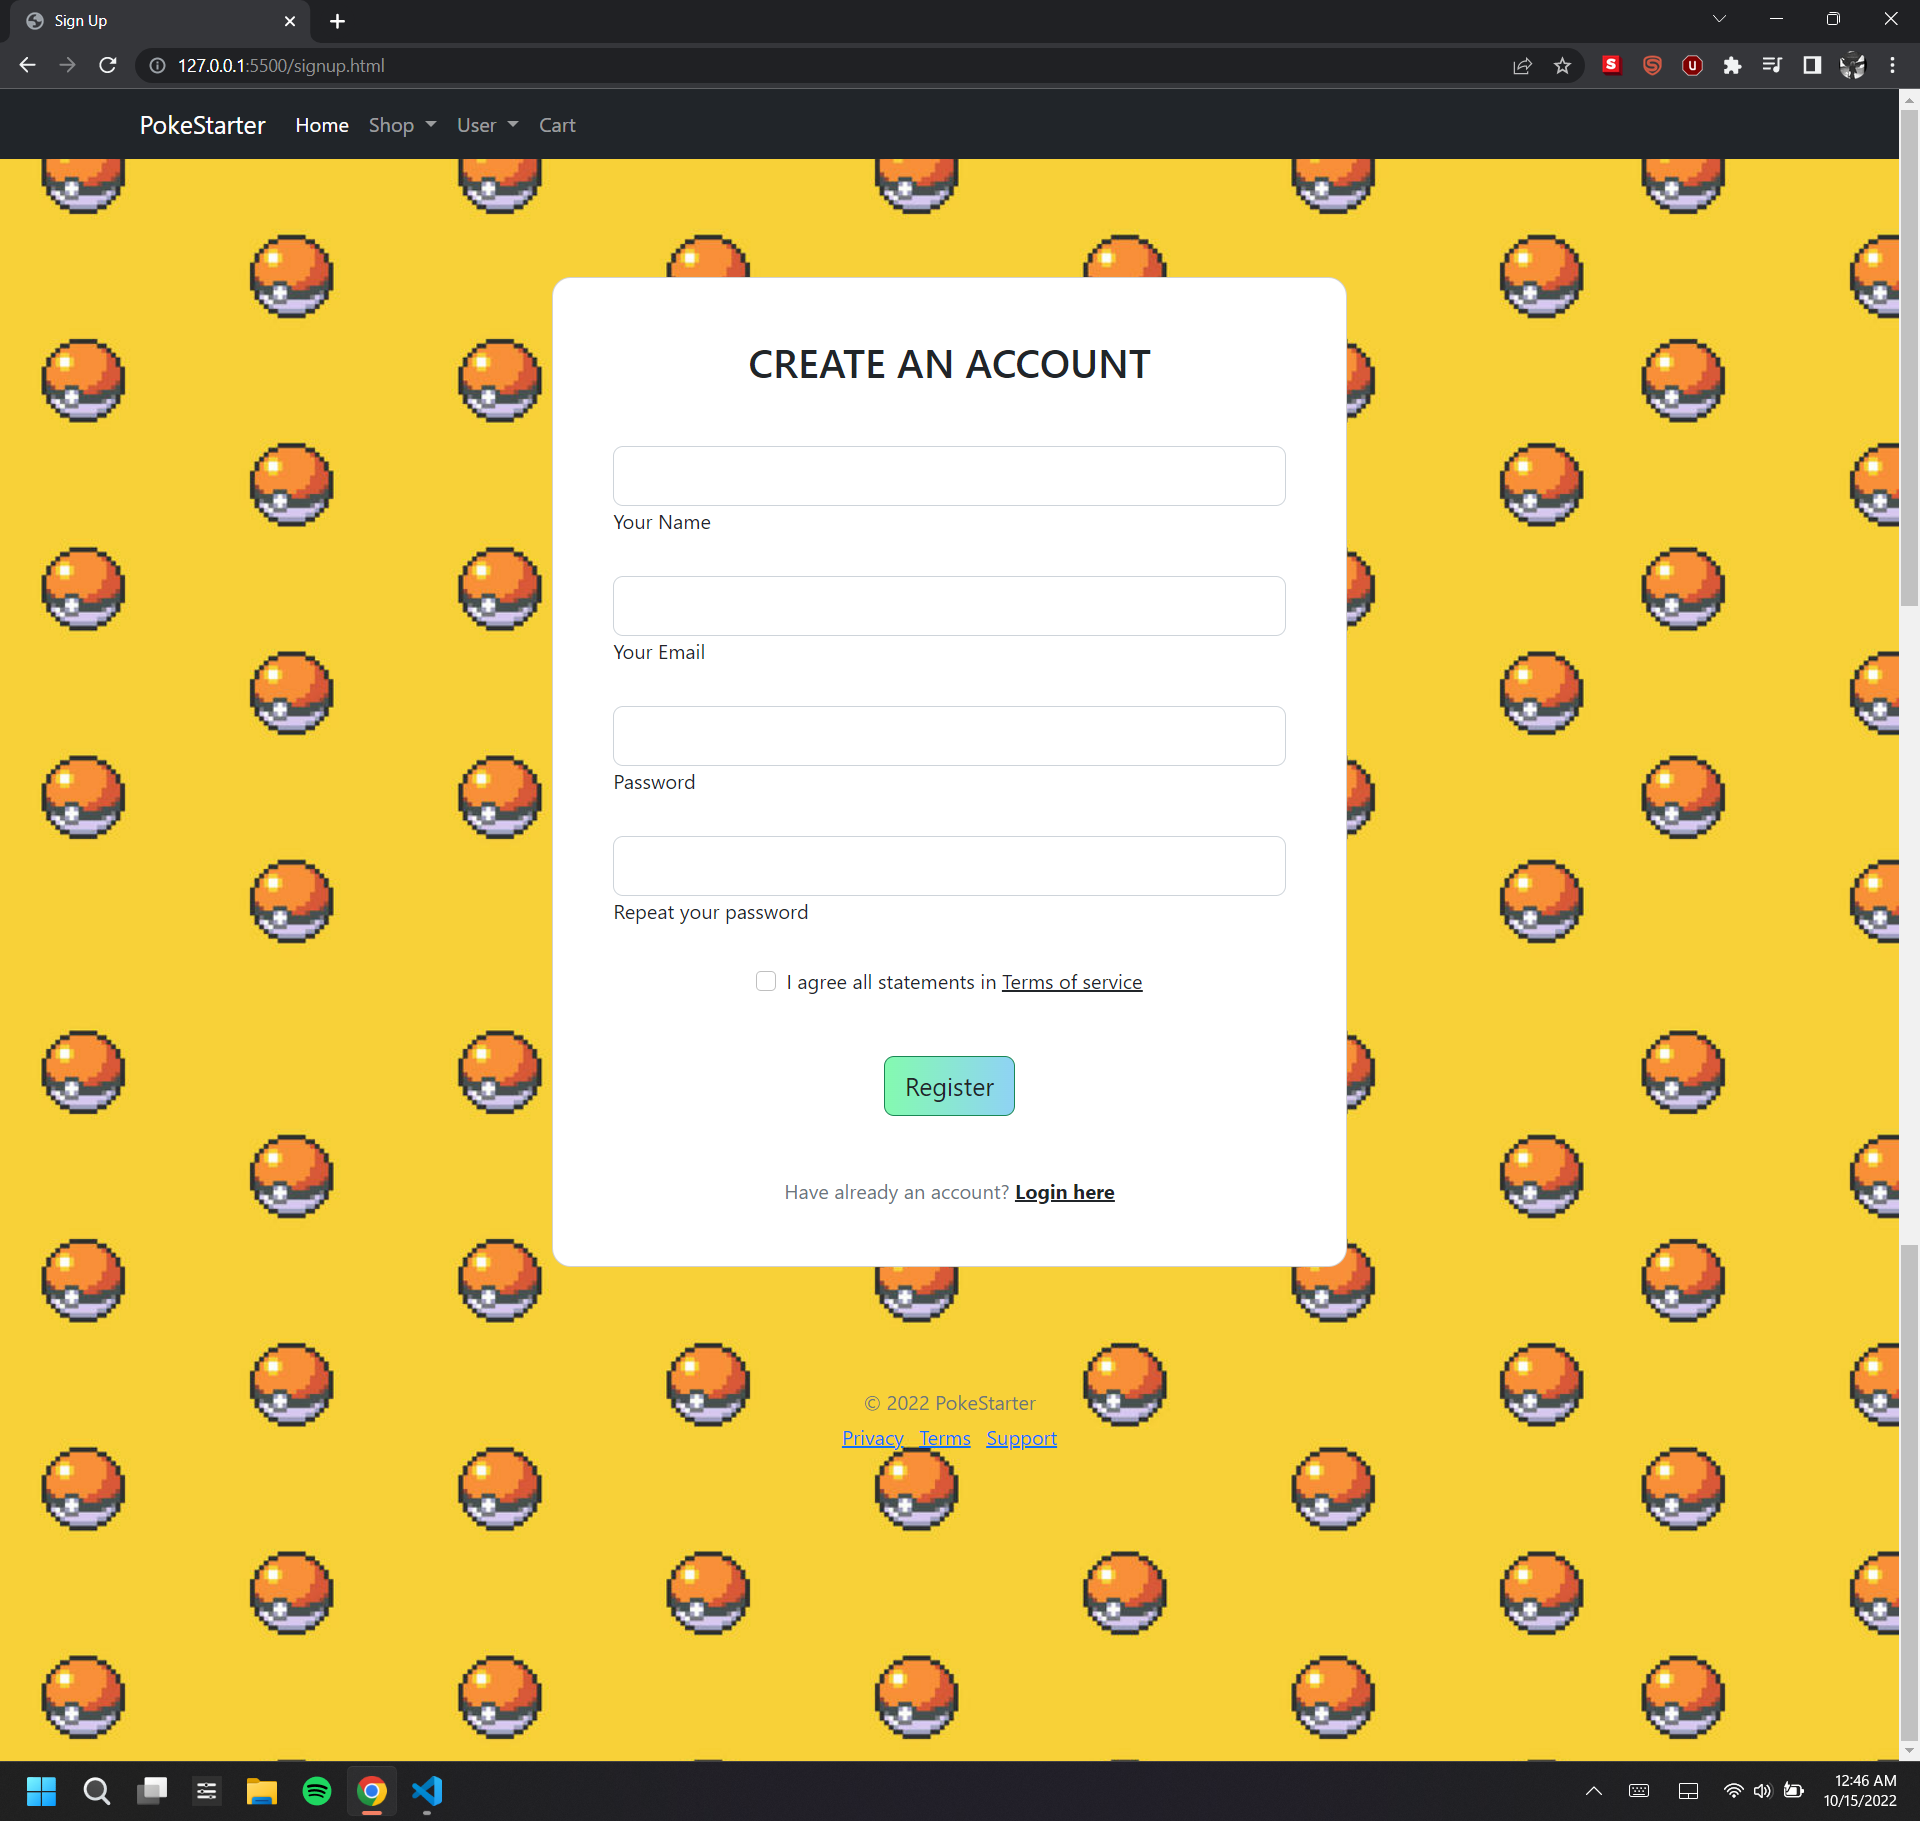 Sign Up
127.0.0.1:5500/signup.html
PokeStarter Home Shop User Cart
CREATE AN ACCOUNT
Your Name
Your Email
Password
Repeat your password
I agree all statements in Terms of service
Register
Have already an account? Login here
© 2022 PokeStarter
Privacy Terms Support
12:46 AM
10/15/2022